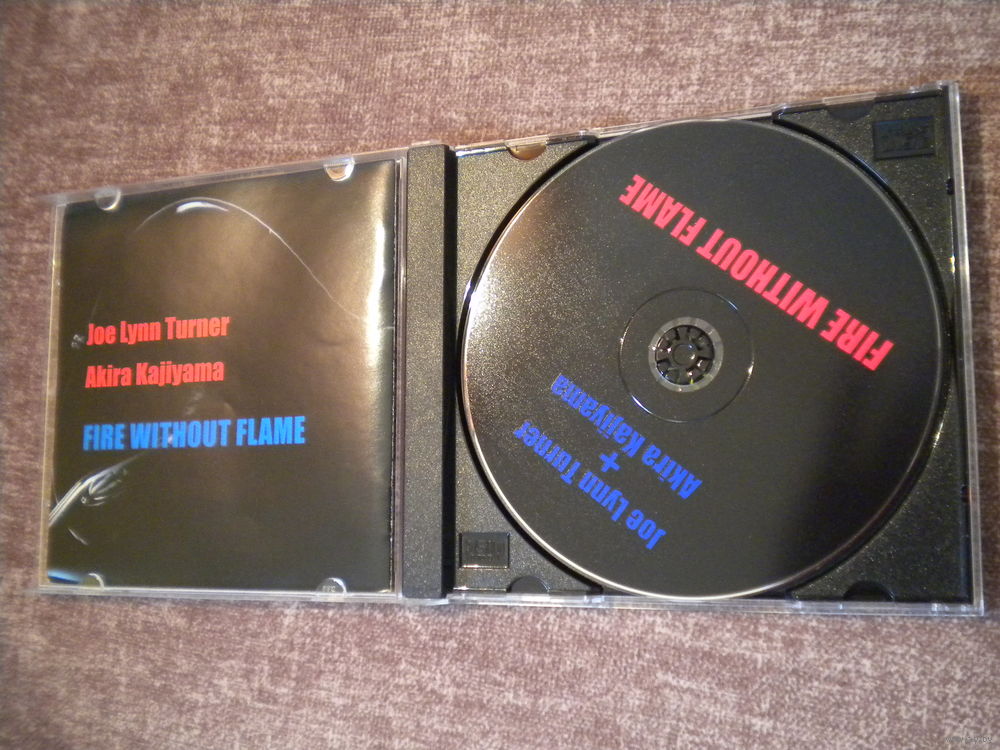 Joe Lynn Turner
Akira Kajiyama
FIRE WITHOUT FLAME
FIRE WITHOUT FLAME
Joe Lynn Turner
+
Akira Kajiyama